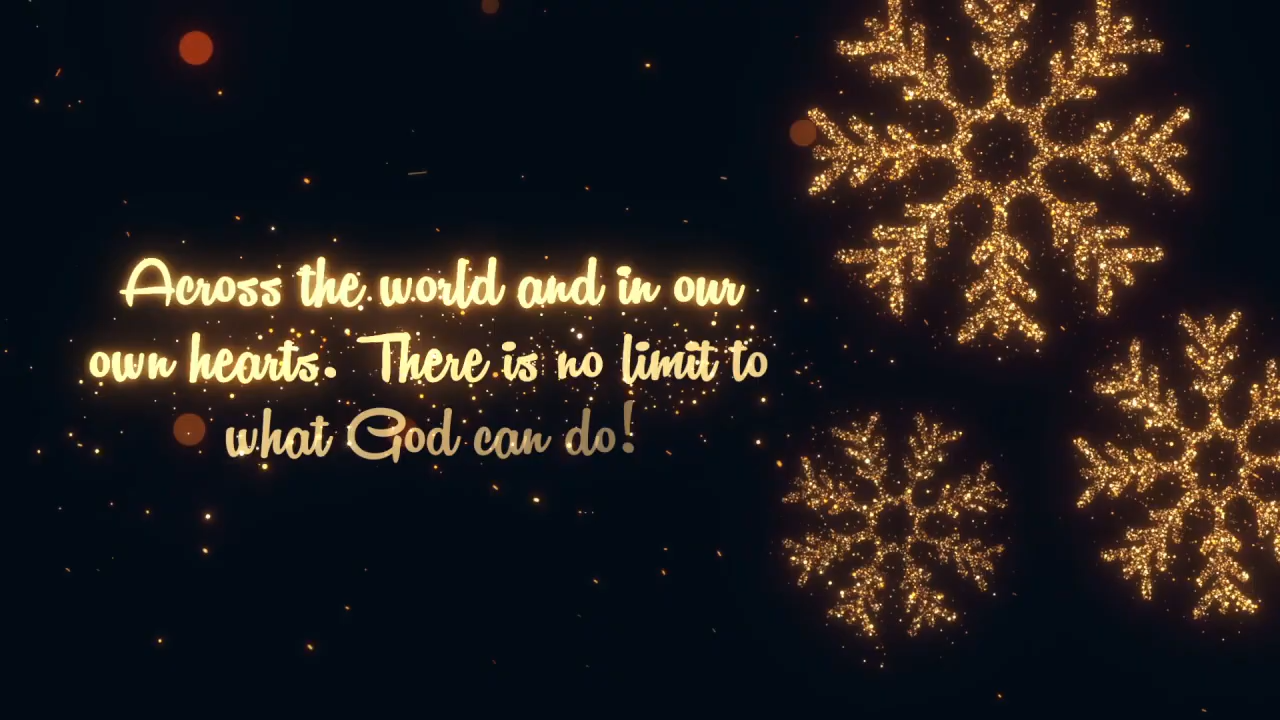 Across the world and in our
own hearts. There is no limit to
what God can do!